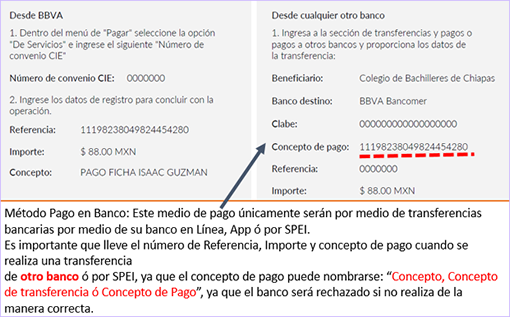 Desde BBVA
1. Dentro del menú de "Pagar" seleccione la opción
"De Servicios" e ingrese el siguiente "Número de
convenio CIE"
Número de convenio CIE: 0000000
2. Ingrese los datos de registro para concluir con la
operación.
Referencia: 11198238049824454280
Importe: $ 88.00 MXN
Concepto: PAGO FICHA ISAAC GUZMAN
Desde cualquier otro banco
1. Ingresa a la sección de transferencias y pagos o
pagos a otros bancos y proporciona los datos de
la transferencia:
Beneficiario: Colegio de Bachilleres de Chiapas
Banco destino: BBVA Bancomer
Clabe: 000000000000000000
Concepto de pago: 11198238049824454280
Referencia: 0000000
Importe: $ 88.00 MXN
Método Pago en Banco: Este medio de pago únicamente serán por medio de transferencias
bancarias por medio de su banco en Línea, App ó por SPEI.
Es importante que lleve el número de Referencia, Importe y concepto de pago cuando se
realiza una transferencia
de otro banco ó por SPEI, ya que el concepto de pago puede nombrarse: “Concepto, Concepto
de transferencia ó Concepto de Pago”, ya que el banco será rechazado si no realiza de la
manera correcta.